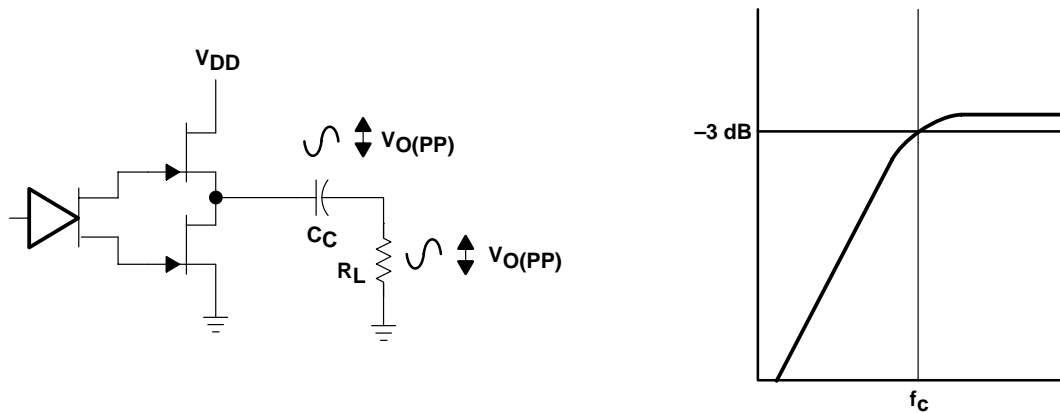 VDD
VO(PP)
CC
RL
VO(PP)
–3 dB
fc